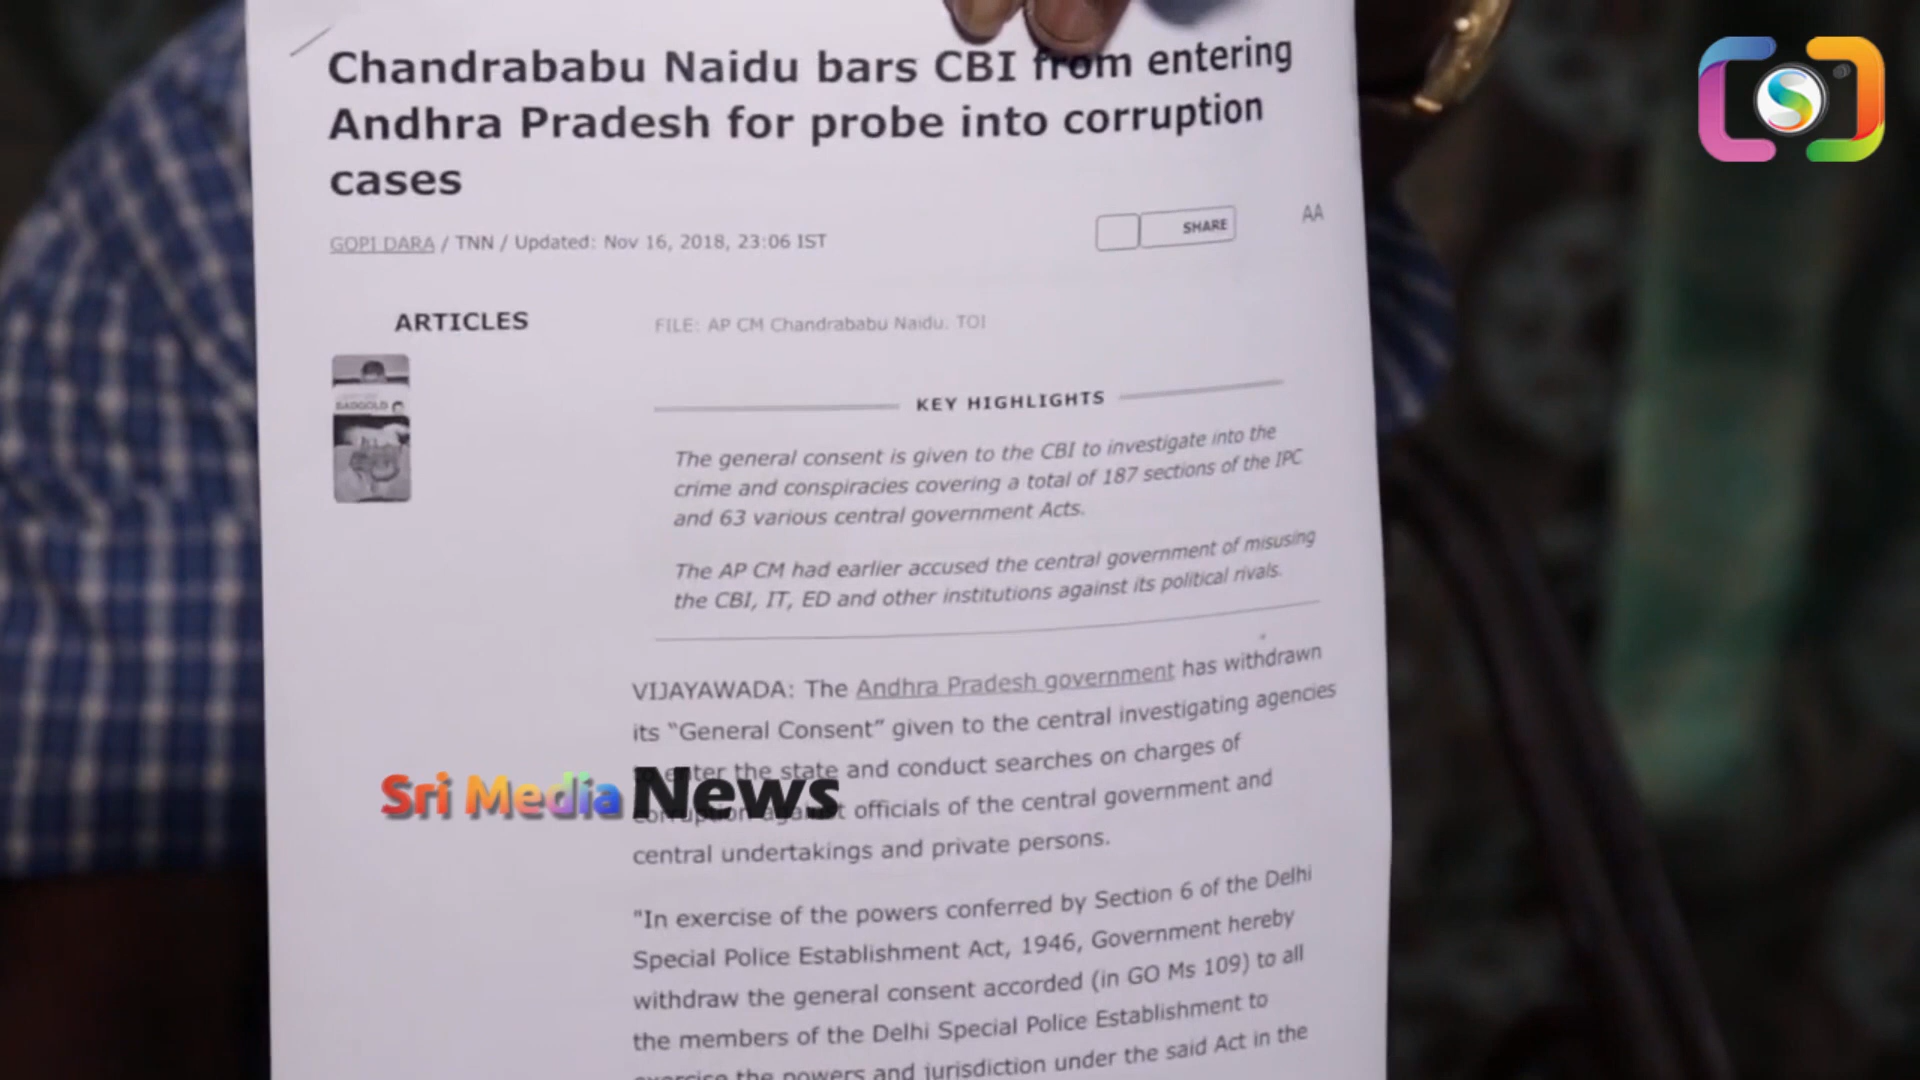 Chandrababu Naidu bars CBI from entering
Andhra Pradesh for probe into corruption
cases
GOPI DARA / TNN / Updated: Nov 16, 2018, 23:06 IST
SHARE
AA
ARTICLES
FILE: AP CM Chandrababu Naidu. TOI
KEY HIGHLIGHTS
The general consent is given to the CBI to investigate into the
crime and conspiracies covering a total of 187 sections of the IPC
and 63 various central government Acts.
The AP CM had earlier accused the central government of misusing
the CBI, IT, ED and other institutions against its political rivals.
VIJAYAWADA: The Andhra Pradesh government has withdrawn
its “General Consent” given to the central investigating agencies
to enter the state and conduct searches on charges of
corruption against officials of the central government and
central undertakings and private persons.
"In exercise of the powers conferred by Section 6 of the Delhi
Special Police Establishment Act, 1946, Government hereby
withdraw the general consent accorded (in GO Ms 109) to all
the members of the Delhi Special Police Establishment to
exercise the powers and jurisdiction under the said Act in the
Sri Media News
S